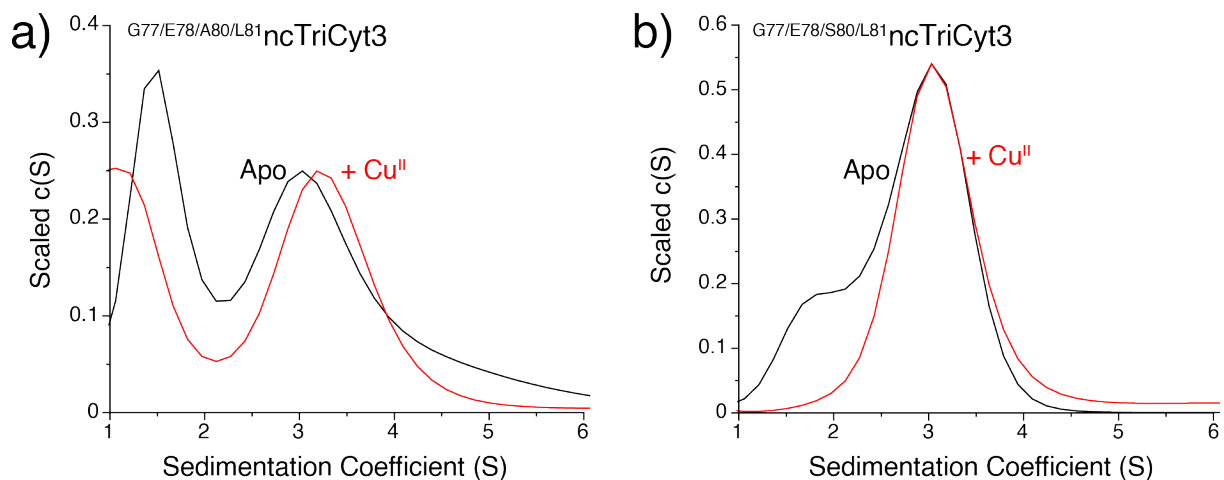 a)
G77/E78/A80/L81ncTriCyt3
0.4
0.3
0.2
0.1
0
Scaled c(S)
Apo
+ CuII
1 2 3 4 5 6
Sedimentation Coefficient (S)
b)
G77/E78/S80/L81ncTriCyt3
0.6
0.5
0.4
0.3
0.2
0.1
0
Scaled c(S)
Apo
+ CuII
1 2 3 4 5 6
Sedimentation Coefficient (S)